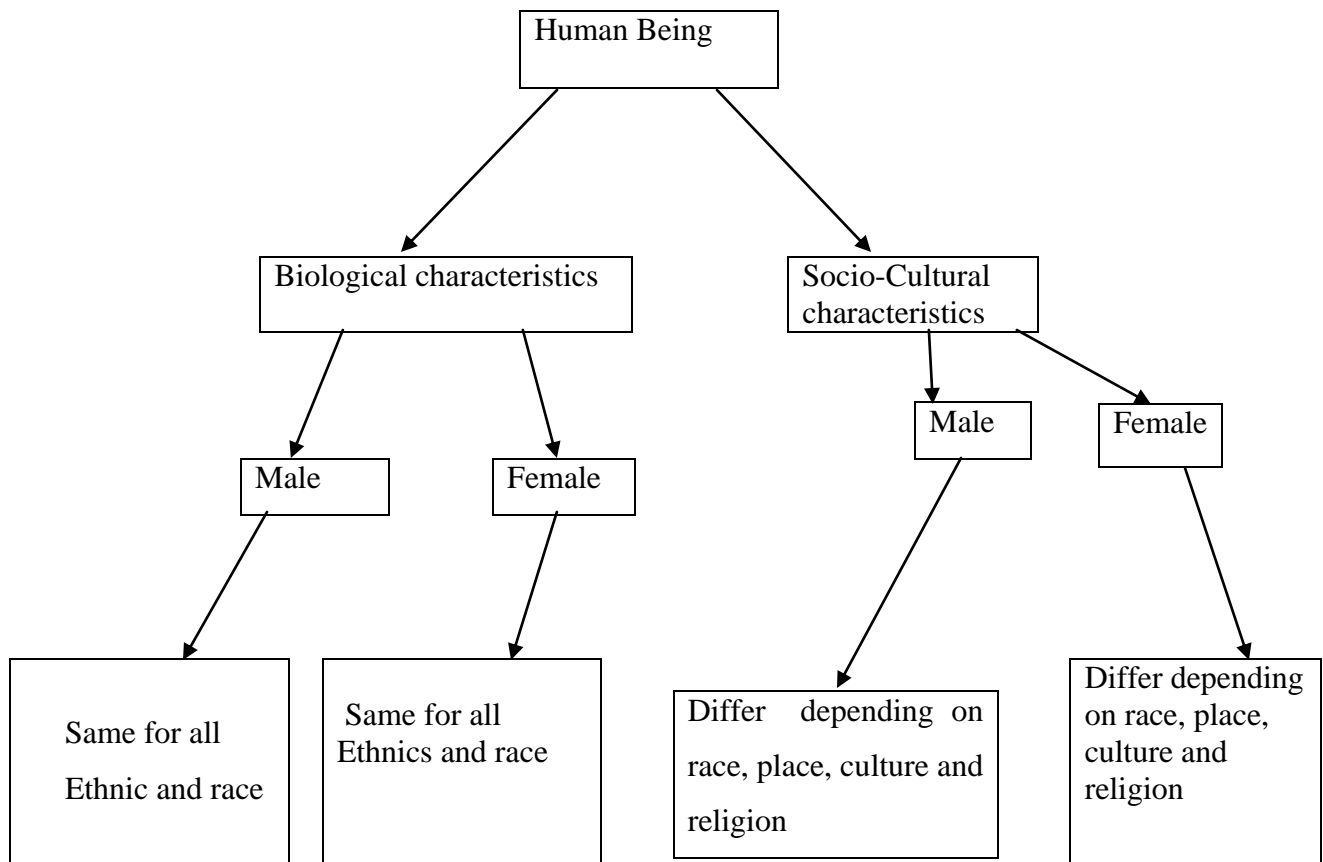 Human Being
Biological characteristics
Socio-Cultural
characteristics
Male
Female
Male
Female
Same for all
Ethnic and race
Same for all
Ethnics and race
Differ depending on
race, place, culture and
religion
Differ depending
on race, place,
culture and
religion